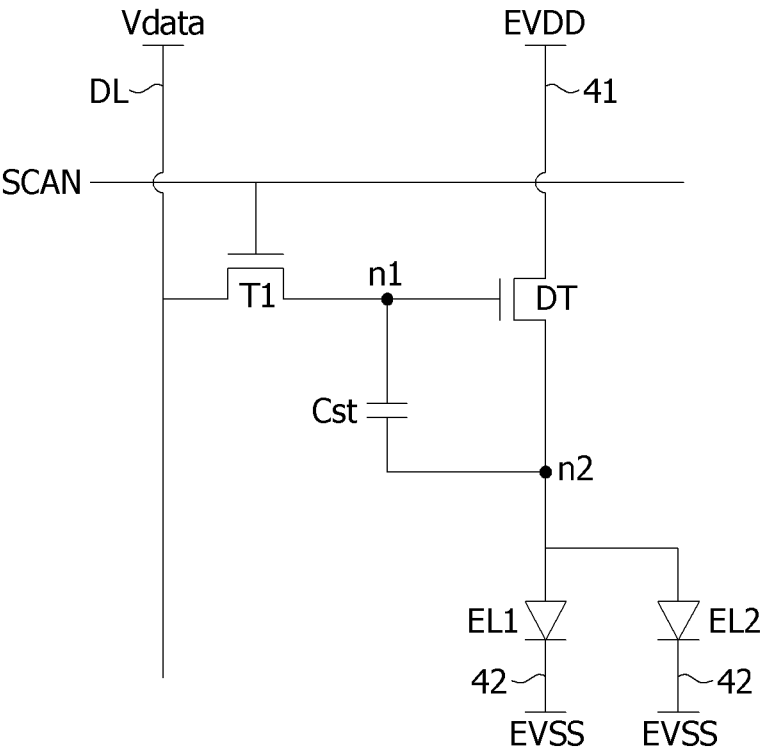 Vdata
EVDD
DL
41
SCAN
n1
T1
DT
Cst
n2
EL1
EL2
42
42
EVSS
EVSS